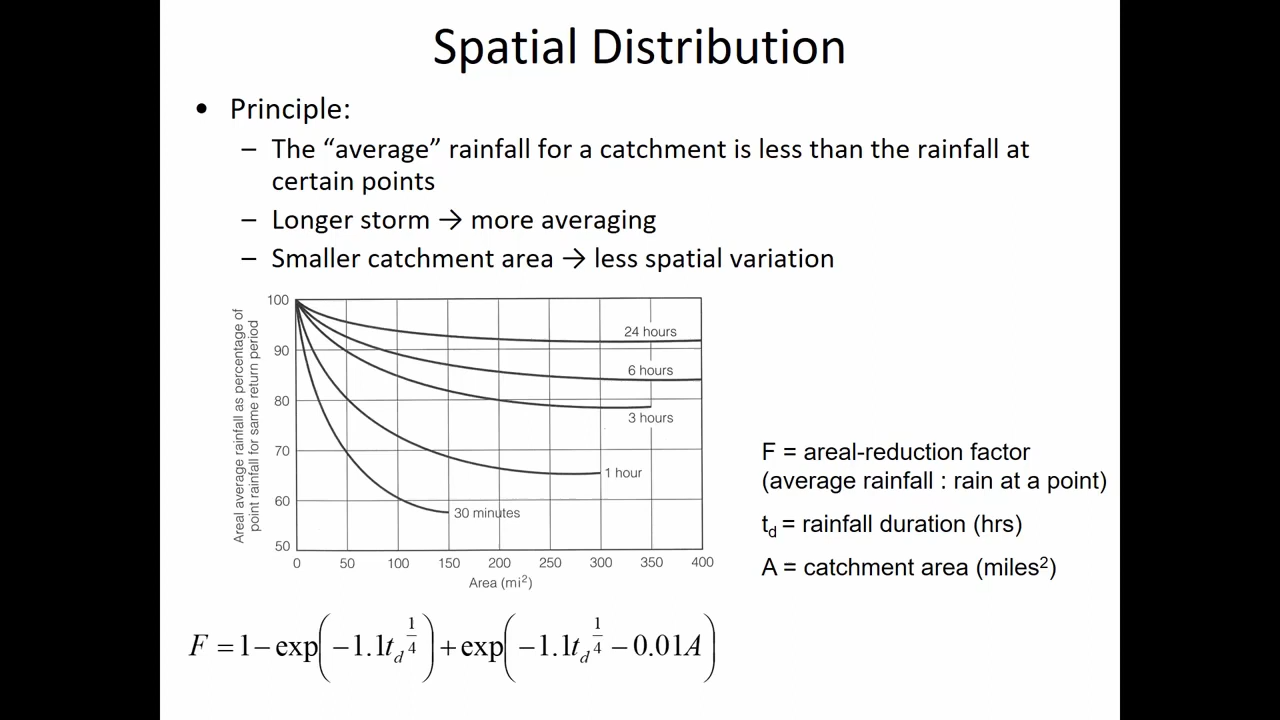 Spatial Distribution
• Principle:
– The “average” rainfall for a catchment is less than the rainfall at
certain points
– Longer storm → more averaging
– Smaller catchment area → less spatial variation
Areal average rainfall as percentage of
point rainfall for same return period
100
90
80
70
60
50
24 hours
6 hours
3 hours
1 hour
30 minutes
0 50 100 150 200 250 300 350 400
Area (mi²)
F = areal-reduction factor
(average rainfall : rain at a point)
t_d = rainfall duration (hrs)
A = catchment area (miles²)
F = 1 − exp(−1.1t_d^{1/4}) + exp(−1.1t_d^{1/4} − 0.01A)